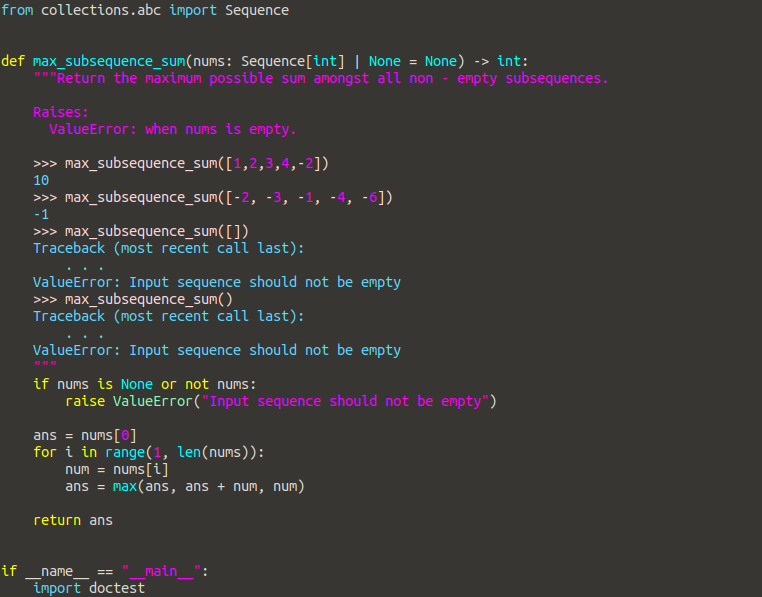 from collections.abc import Sequence
def max_subsequence_sum(nums: Sequence[int] | None = None) -> int:
"""Return the maximum possible sum amongst all non - empty subsequences.
Raises:
ValueError: when nums is empty.
>>> max_subsequence_sum([1,2,3,4,-2])
10
>>> max_subsequence_sum([-2, -3, -1, -4, -6])
-1
>>> max_subsequence_sum([])
Traceback (most recent call last):
. . .
ValueError: Input sequence should not be empty
>>> max_subsequence_sum()
Traceback (most recent call last):
. . .
ValueError: Input sequence should not be empty
"""
if nums is None or not nums:
raise ValueError("Input sequence should not be empty")
ans = nums[0]
for i in range(1, len(nums)):
num = nums[i]
ans = max(ans, ans + num, num)
return ans
if __name__ == "__main__":
import doctest